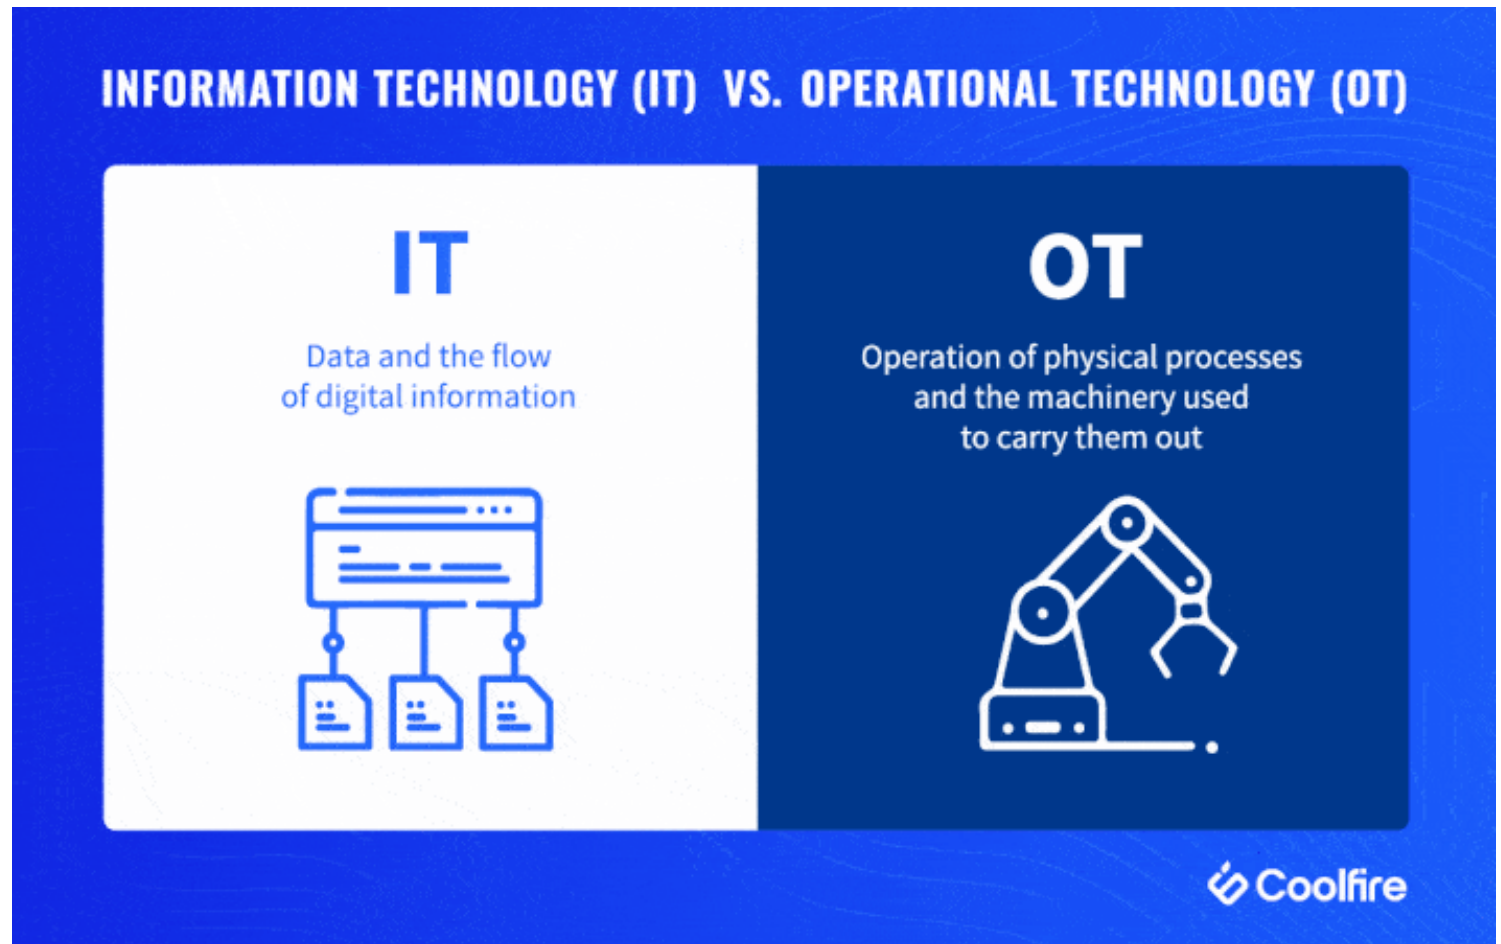 INFORMATION TECHNOLOGY (IT) VS. OPERATIONAL TECHNOLOGY (OT)
IT
Data and the flow
of digital information
OT
Operation of physical processes
and the machinery used
to carry them out
Coolfire